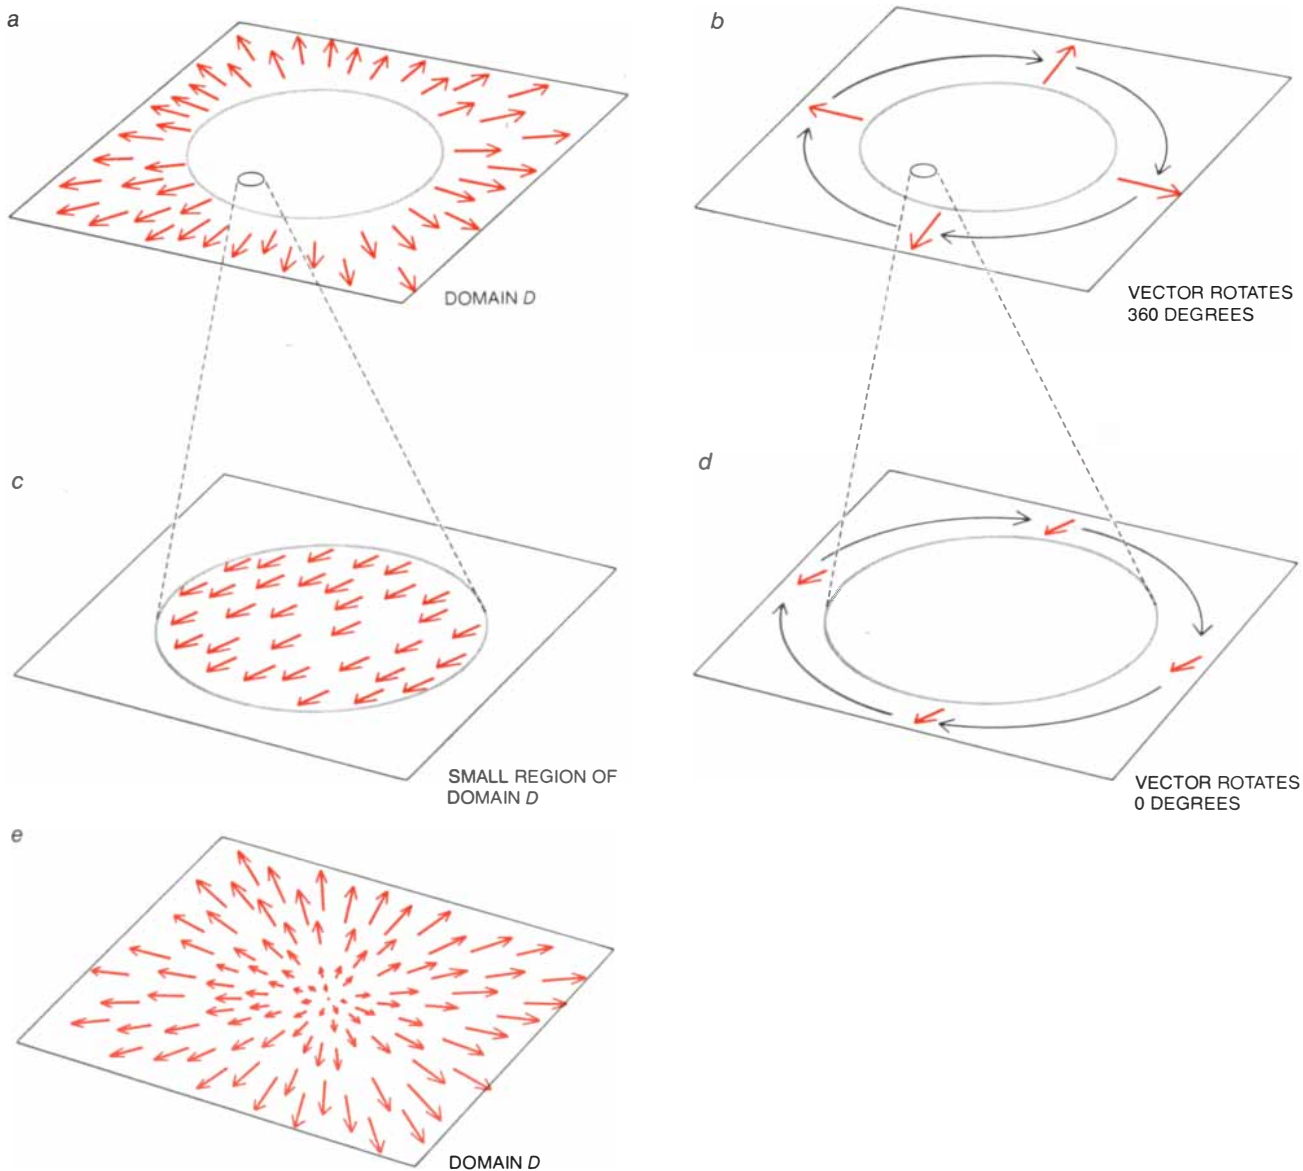 a
b
DOMAIN D
VECTOR ROTATES
360 DEGREES
c
d
SMALL REGION OF
DOMAIN D
VECTOR ROTATES
0 DEGREES
e
DOMAIN D